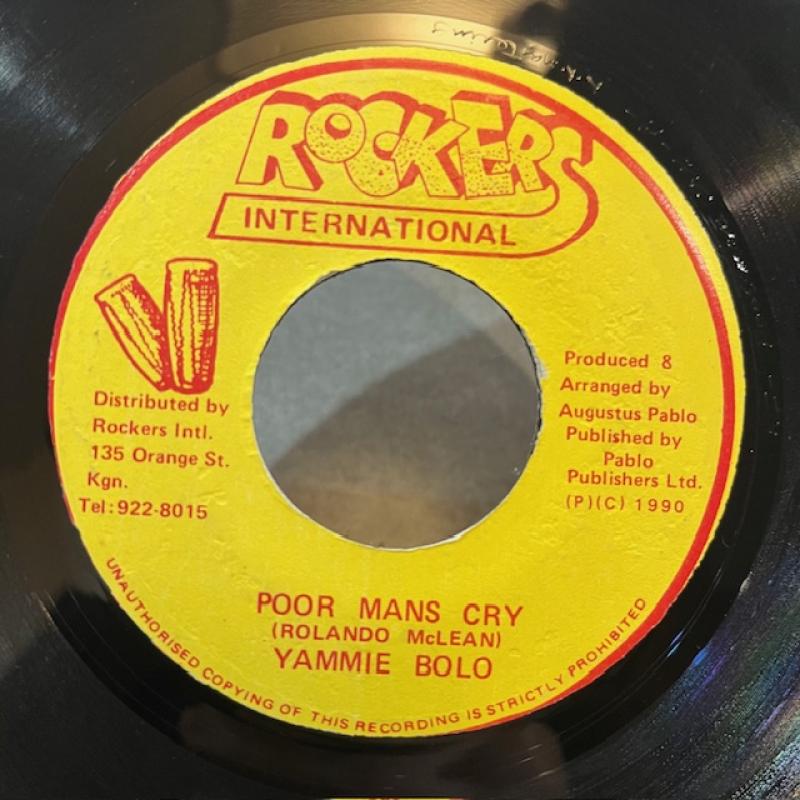 ROCKERS
INTERNATIONAL
Distributed by
Rockers Intl.
135 Orange St.
Kgn.
Tel:922-8015
Produced 8
Arranged by
Augustus Pablo
Published by
Pablo
Publishers Ltd.
(P)(C) 1990
POOR MANS CRY
(ROLANDO McLEAN)
YAMMIE BOLO
UNAUTHORISED COPYING OF THIS RECORDING IS STRICTLY PROHIBITED